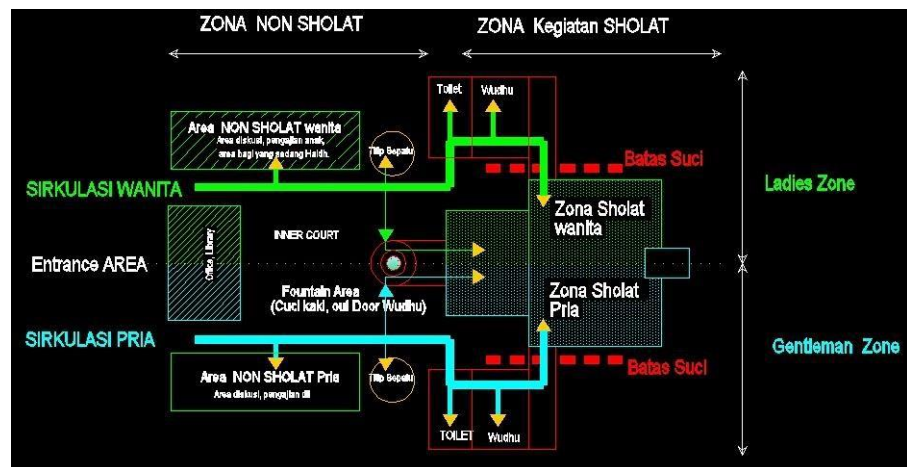 ZONA NON SHOLAT
ZONA Kegiatan SHOLAT
Toilet
Wudhu
Area NON SHOLAT wanita
Area diskusi, pengajian anak,
area bagi yang sedang Haidh.
Titip Sepatu
Batas Suci
SIRKULASI WANITA
Ladies Zone
Zona Sholat
wanita
INNER COURT
Office, Library
Entrance AREA
Fountain Area
(Cuci kaki, out Door Wudhu)
Zona Sholat
Pria
SIRKULASI PRIA
Gentleman Zone
Batas Suci
Area NON SHOLAT Pria
Area diskusi, pengajian dll
Titip Sepatu
TOILET
Wudhu